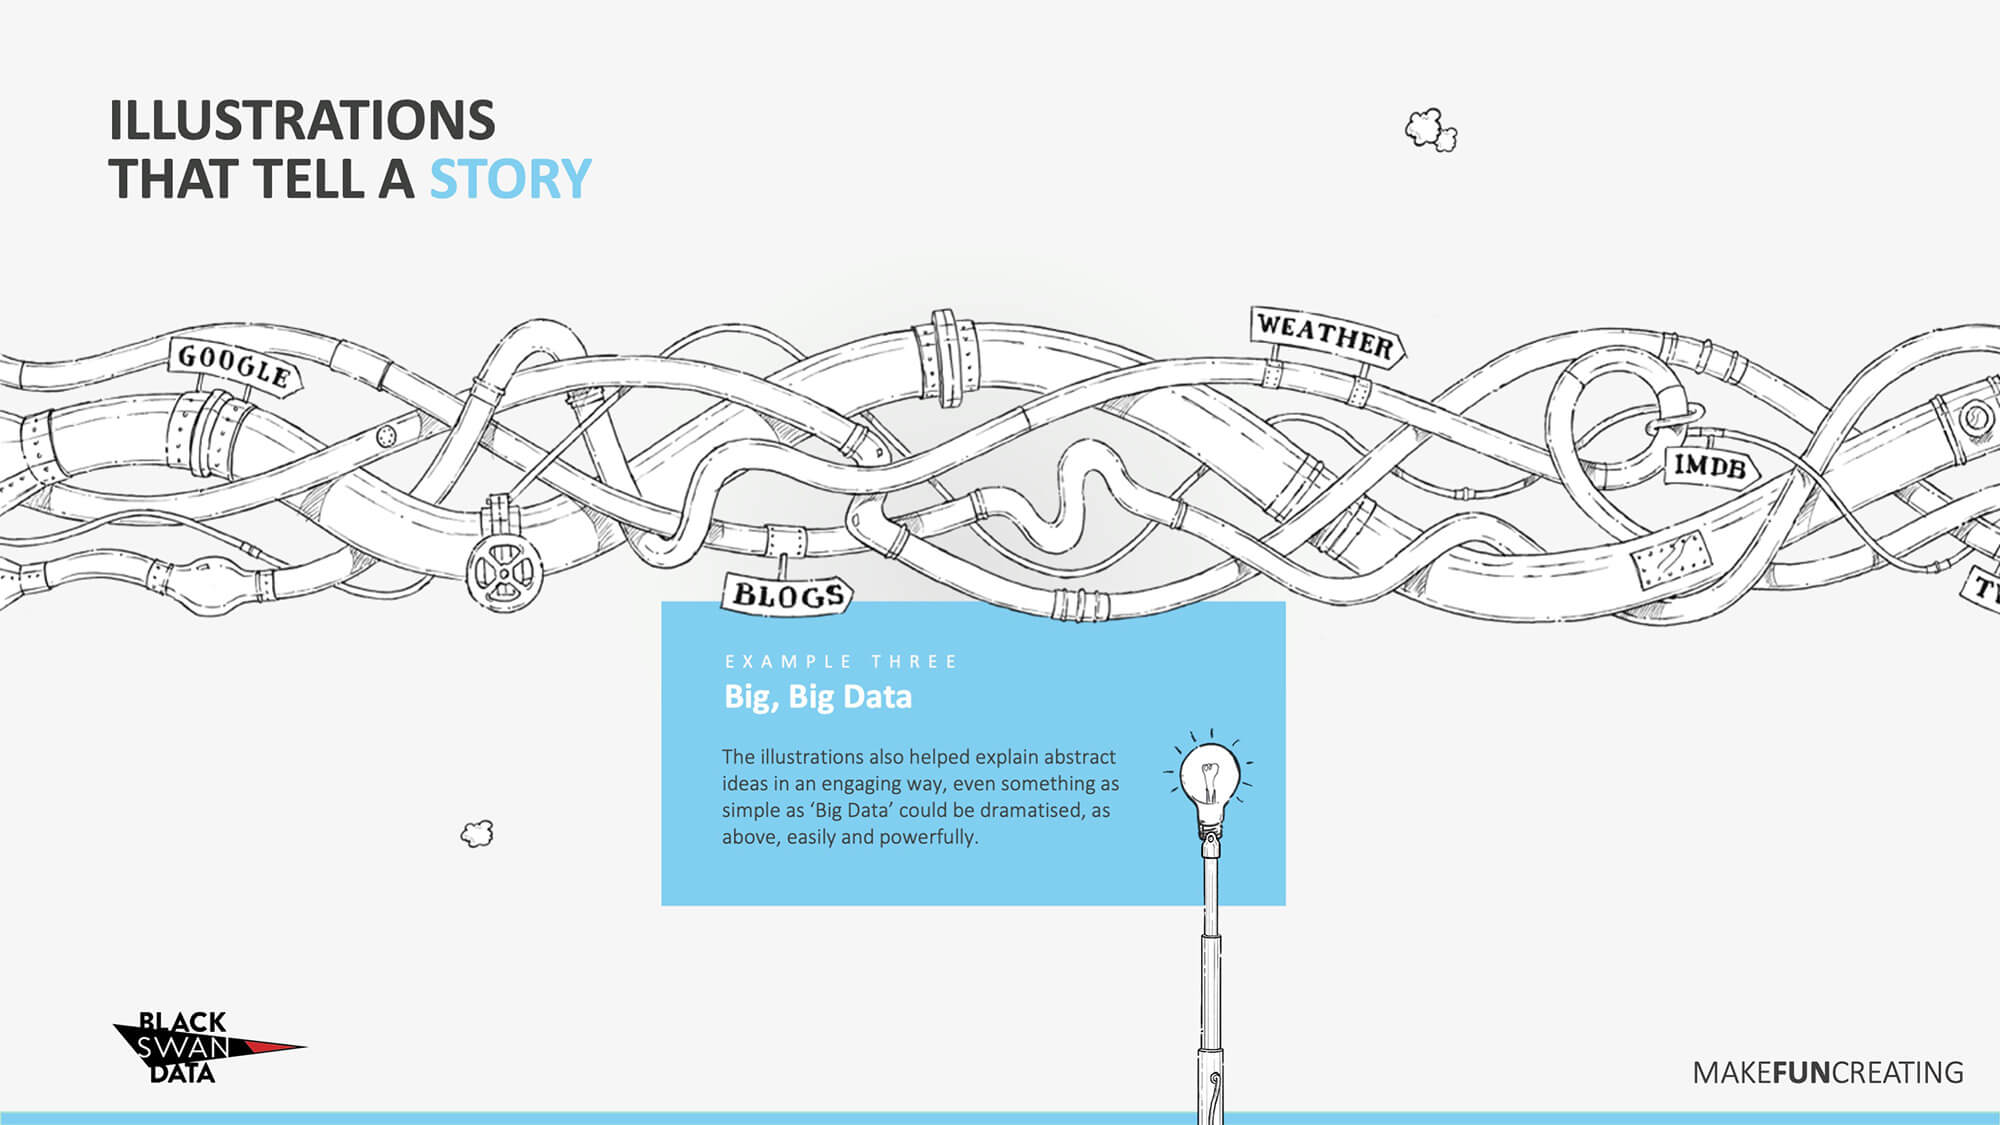 ILLUSTRATIONS
THAT TELL A STORY
GOOGLE
WEATHER
IMDB
BLOGS
EXAMPLE THREE
Big, Big Data
The illustrations also helped explain abstract
ideas in an engaging way, even something as
simple as ‘Big Data’ could be dramatised, as
above, easily and powerfully.
BLACK
SWAN
DATA
MAKEFUNCREATING